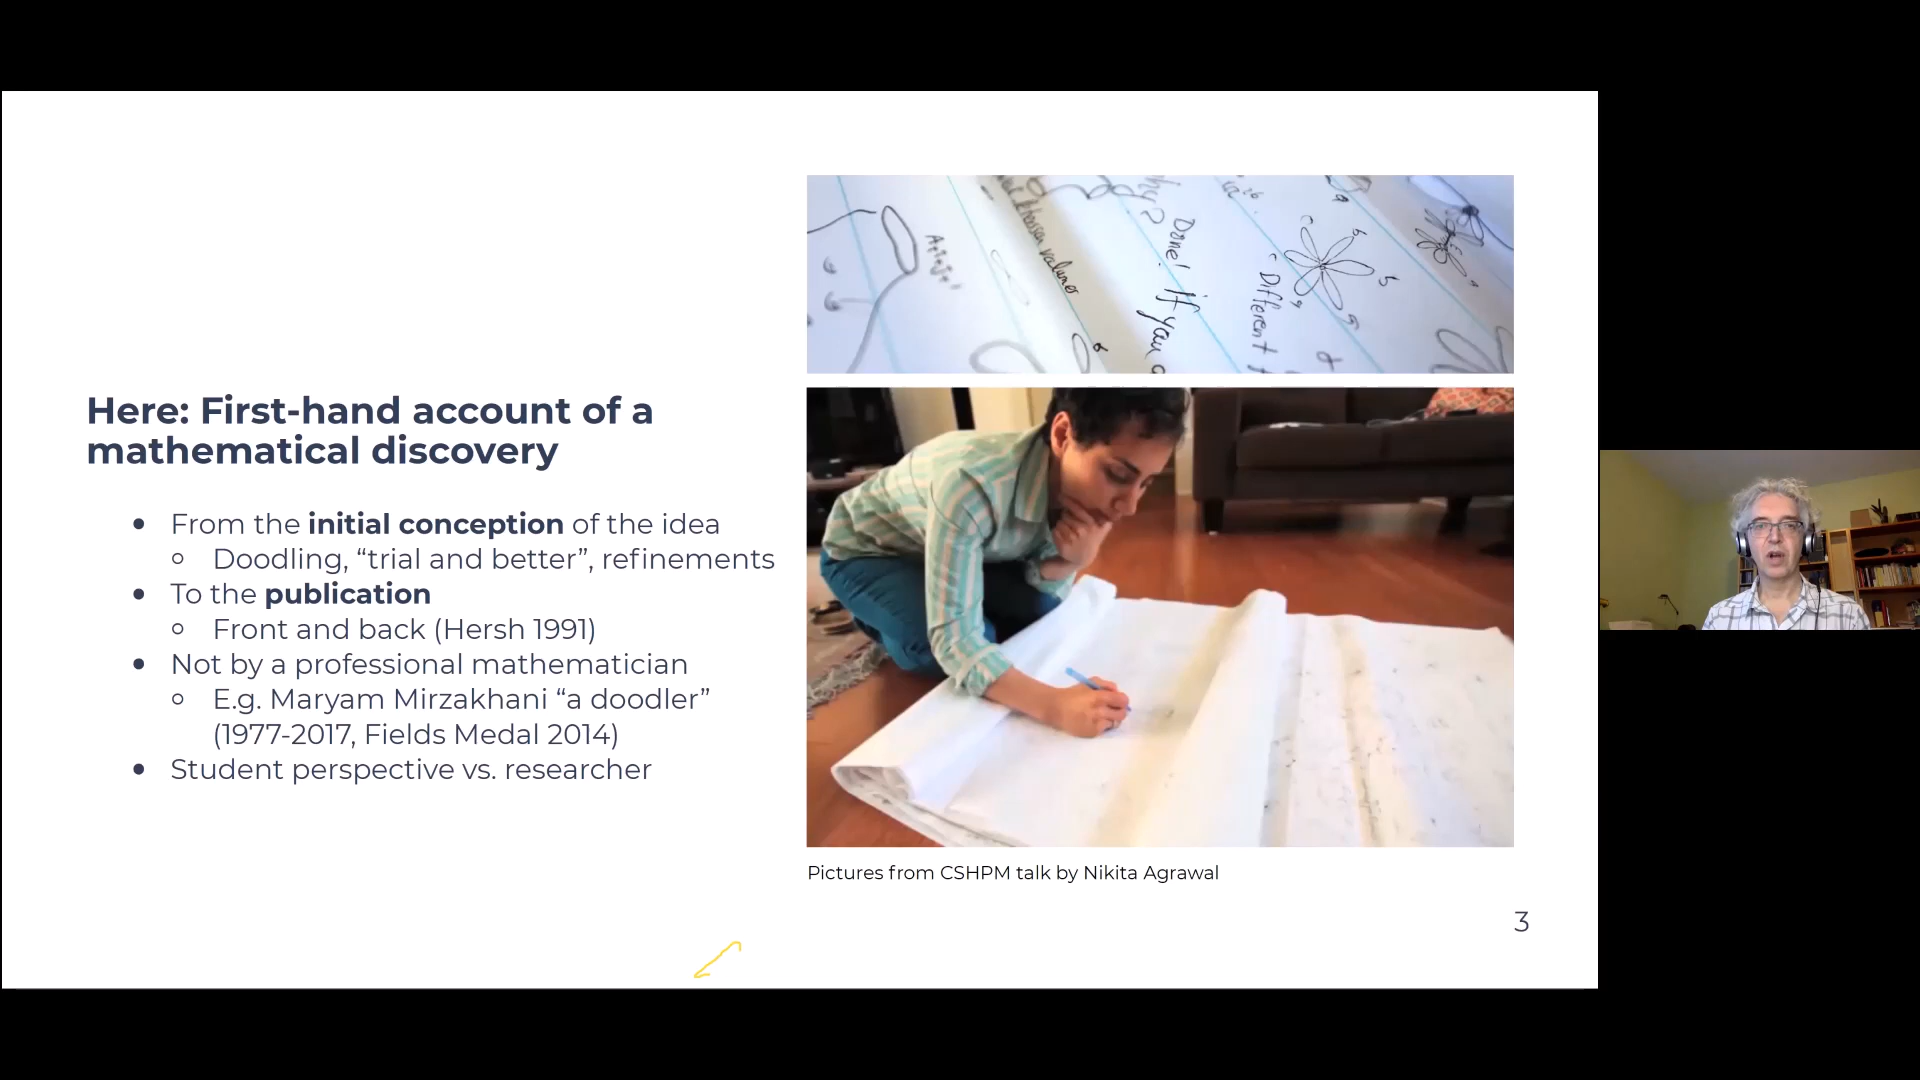 Here: First-hand account of a
mathematical discovery
● From the initial conception of the idea
○ Doodling, “trial and better”, refinements
● To the publication
○ Front and back (Hersh 1991)
● Not by a professional mathematician
○ E.g. Maryam Mirzakhani “a doodler”
(1977-2017, Fields Medal 2014)
● Student perspective vs. researcher
volumes
why?
Done! If you
Different
Pictures from CSHPM talk by Nikita Agrawal
3